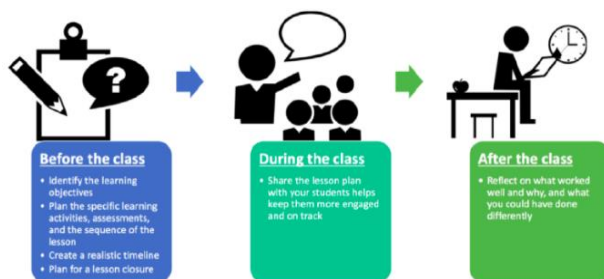 ?
Before the class
• Identify the learning
objectives
• Plan the specific learning
activities, assessments,
and the sequence of the
lesson
• Create a realistic timeline
• Plan for a lesson closure
During the class
• Share the lesson plan
with your students helps
keep them more engaged
and on track
After the class
• Reflect on what worked
well and why, and what
you could have done
differently